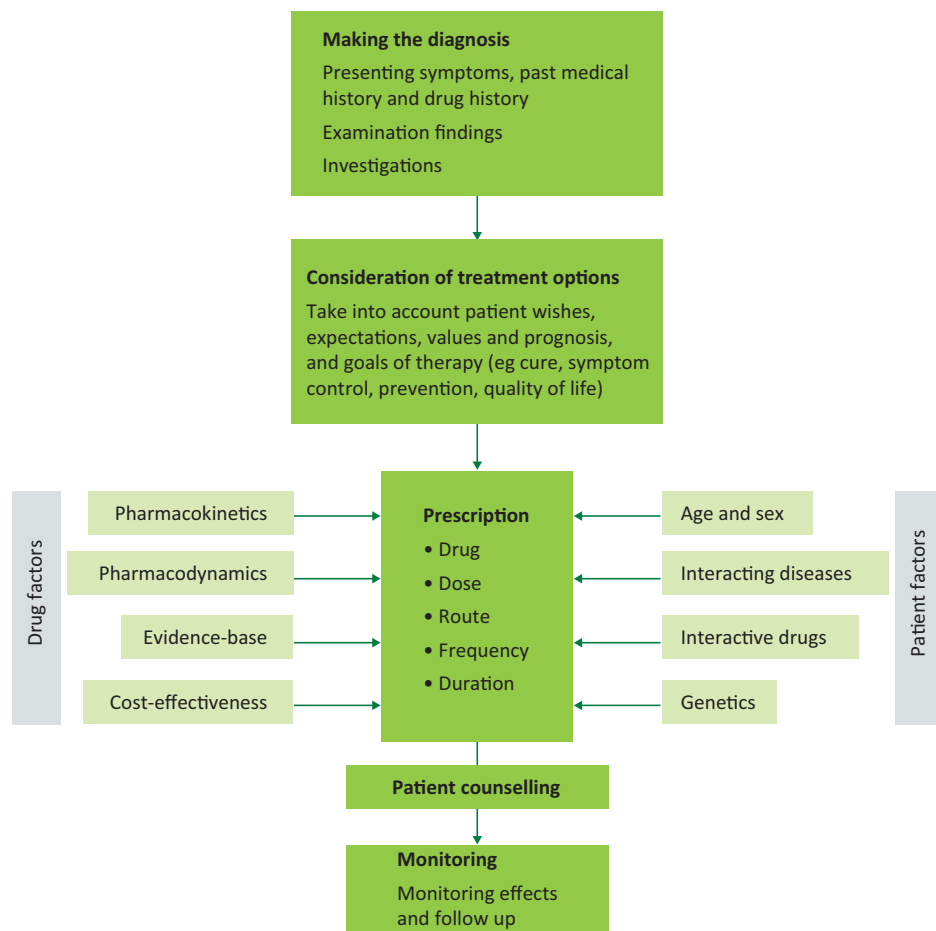 Making the diagnosis
Presenting symptoms, past medical
history and drug history
Examination findings
Investigations
Consideration of treatment options
Take into account patient wishes,
expectations, values and prognosis,
and goals of therapy (eg cure, symptom
control, prevention, quality of life)
Drug factors
Pharmacokinetics
Pharmacodynamics
Evidence-base
Cost-effectiveness
Prescription
• Drug
• Dose
• Route
• Frequency
• Duration
Age and sex
Interacting diseases
Interactive drugs
Genetics
Patient factors
Patient counselling
Monitoring
Monitoring effects
and follow up